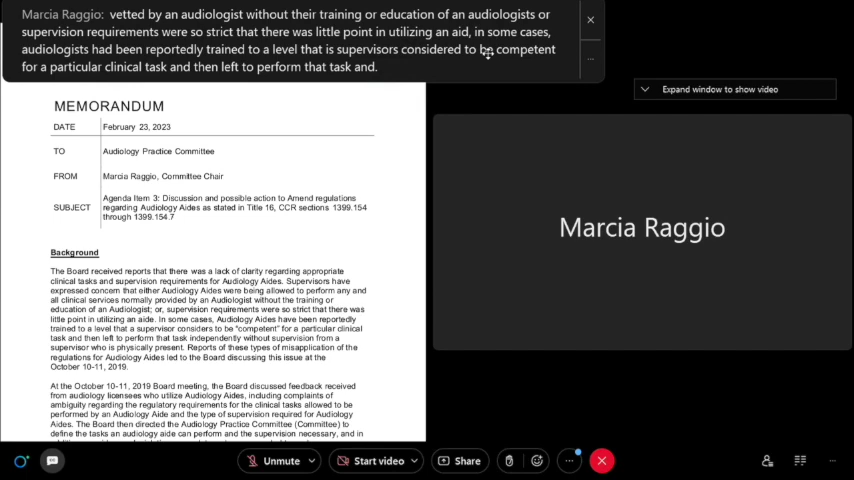 Marcia Raggio: vetted by an audiologist without their training or education of an audiologists or
supervision requirements were so strict that there was little point in utilizing an aid, in some cases,
audiologists had been reportedly trained to a level that is supervisors considered to be competent
for a particular clinical task and then left to perform that task and.
Expand window to show video
MEMORANDUM
DATE February 23, 2023
TO Audiology Practice Committee
FROM Marcia Raggio, Committee Chair
SUBJECT Agenda Item 3: Discussion and possible action to Amend regulations
regarding Audiology Aides as stated in Title 16, CCR sections 1399.154
through 1399.154.7
Marcia Raggio
Background
The Board received reports that there was a lack of clarity regarding appropriate
clinical tasks and supervision requirements for Audiology Aides. Supervisors have
expressed concern that either Audiology Aides were being allowed to perform any and
all clinical services normally provided by an Audiologist without the training or
education of an Audiologist; or, supervision requirements were so strict that there was
little point in utilizing an aide. In some cases, Audiology Aides have been reportedly
trained to a level that a supervisor considers to be "competent" for a particular clinical
task and then left to perform that task independently without supervision from a
supervisor who is physically present. Reports of these types of misapplication of the
regulations for Audiology Aides led to the Board discussing this issue at the
October 10-11, 2019.
At the October 10-11, 2019 Board meeting, the Board discussed feedback received
from audiology licensees who utilize Audiology Aides, including complaints of
ambiguity regarding the regulatory requirements for the clinical tasks allowed to be
performed by an Audiology Aide and the type of supervision required for Audiology
Aides. The Board then directed the Audiology Practice Committee (Committee) to
define the tasks an audiology aide can perform and the supervision necessary, and in
Unmute
Start video
Share